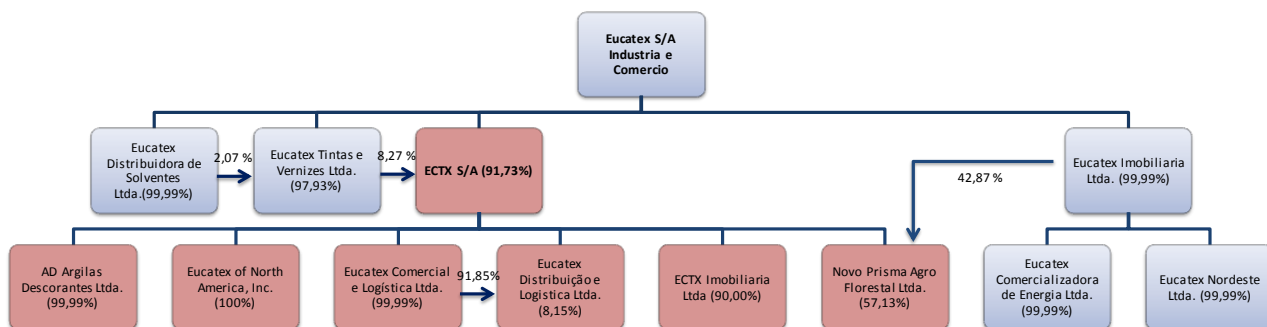 Eucatex S/A
Industria e
Comercio
Eucatex
Distribuidora de
Solventes
Ltda.(99,99%)
2,07 %
Eucatex Tintas e
Vernizes Ltda.
(97,93%)
8,27 %
ECTX S/A (91,73%)
42,87 %
Eucatex Imobiliaria
Ltda. (99,99%)
AD Argilas
Descorantes Ltda.
(99,99%)
Eucatex of North
America, Inc.
(100%)
Eucatex Comercial
e Logística Ltda.
(99,99%)
91,85%
Eucatex
Distribuição e
Logistica Ltda.
(8,15%)
ECTX Imobiliaria
Ltda (90,00%)
Novo Prisma Agro
Florestal Ltda.
(57,13%)
Eucatex
Comercializadora
de Energia Ltda.
(99,99%)
Eucatex Nordeste
Ltda. (99,99%)